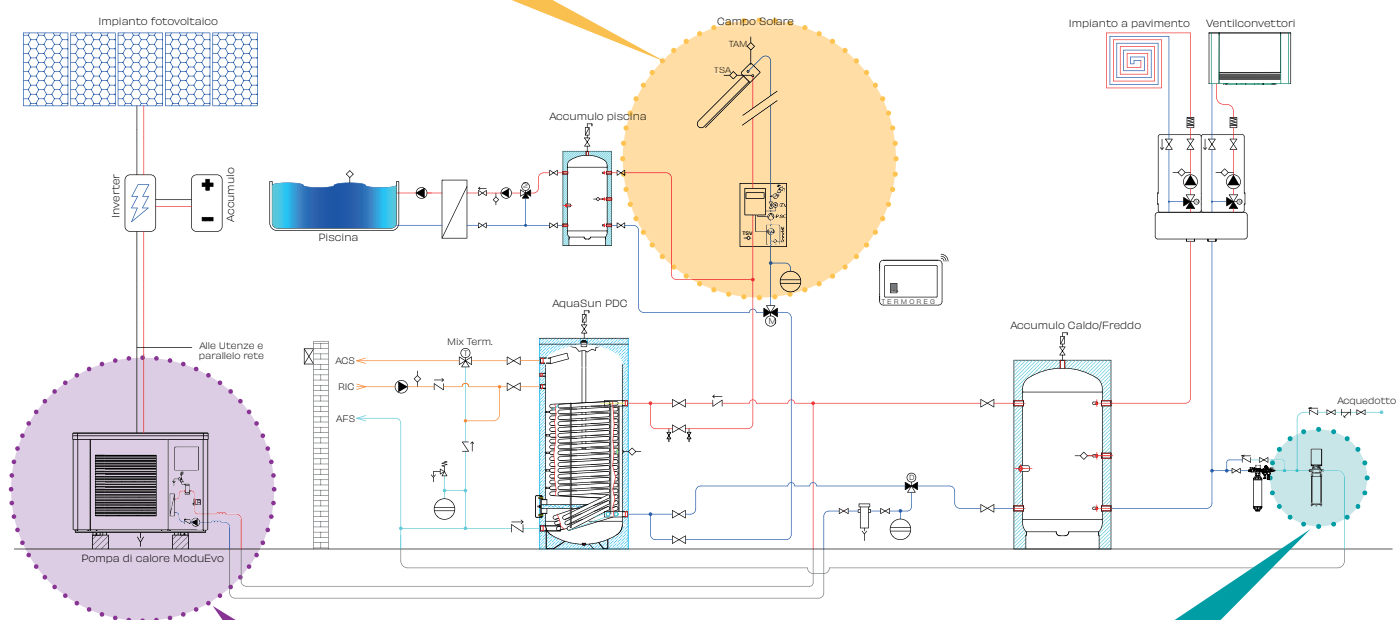 Impianto fotovoltaico
Campo Solare
Impianto a pavimento
Ventilconvettori
TAM
TSA
Accumulo piscina
Inverter
Accumulo
Piscina
TSV
TERMOREG
AquaSun PDC
M
Accumulo Caldo/Freddo
Alle Utenze e
parallelo rete
Mix Term.
T
ACS
RIC
AFS
Acquedotto
Pompa di calore ModuEvo